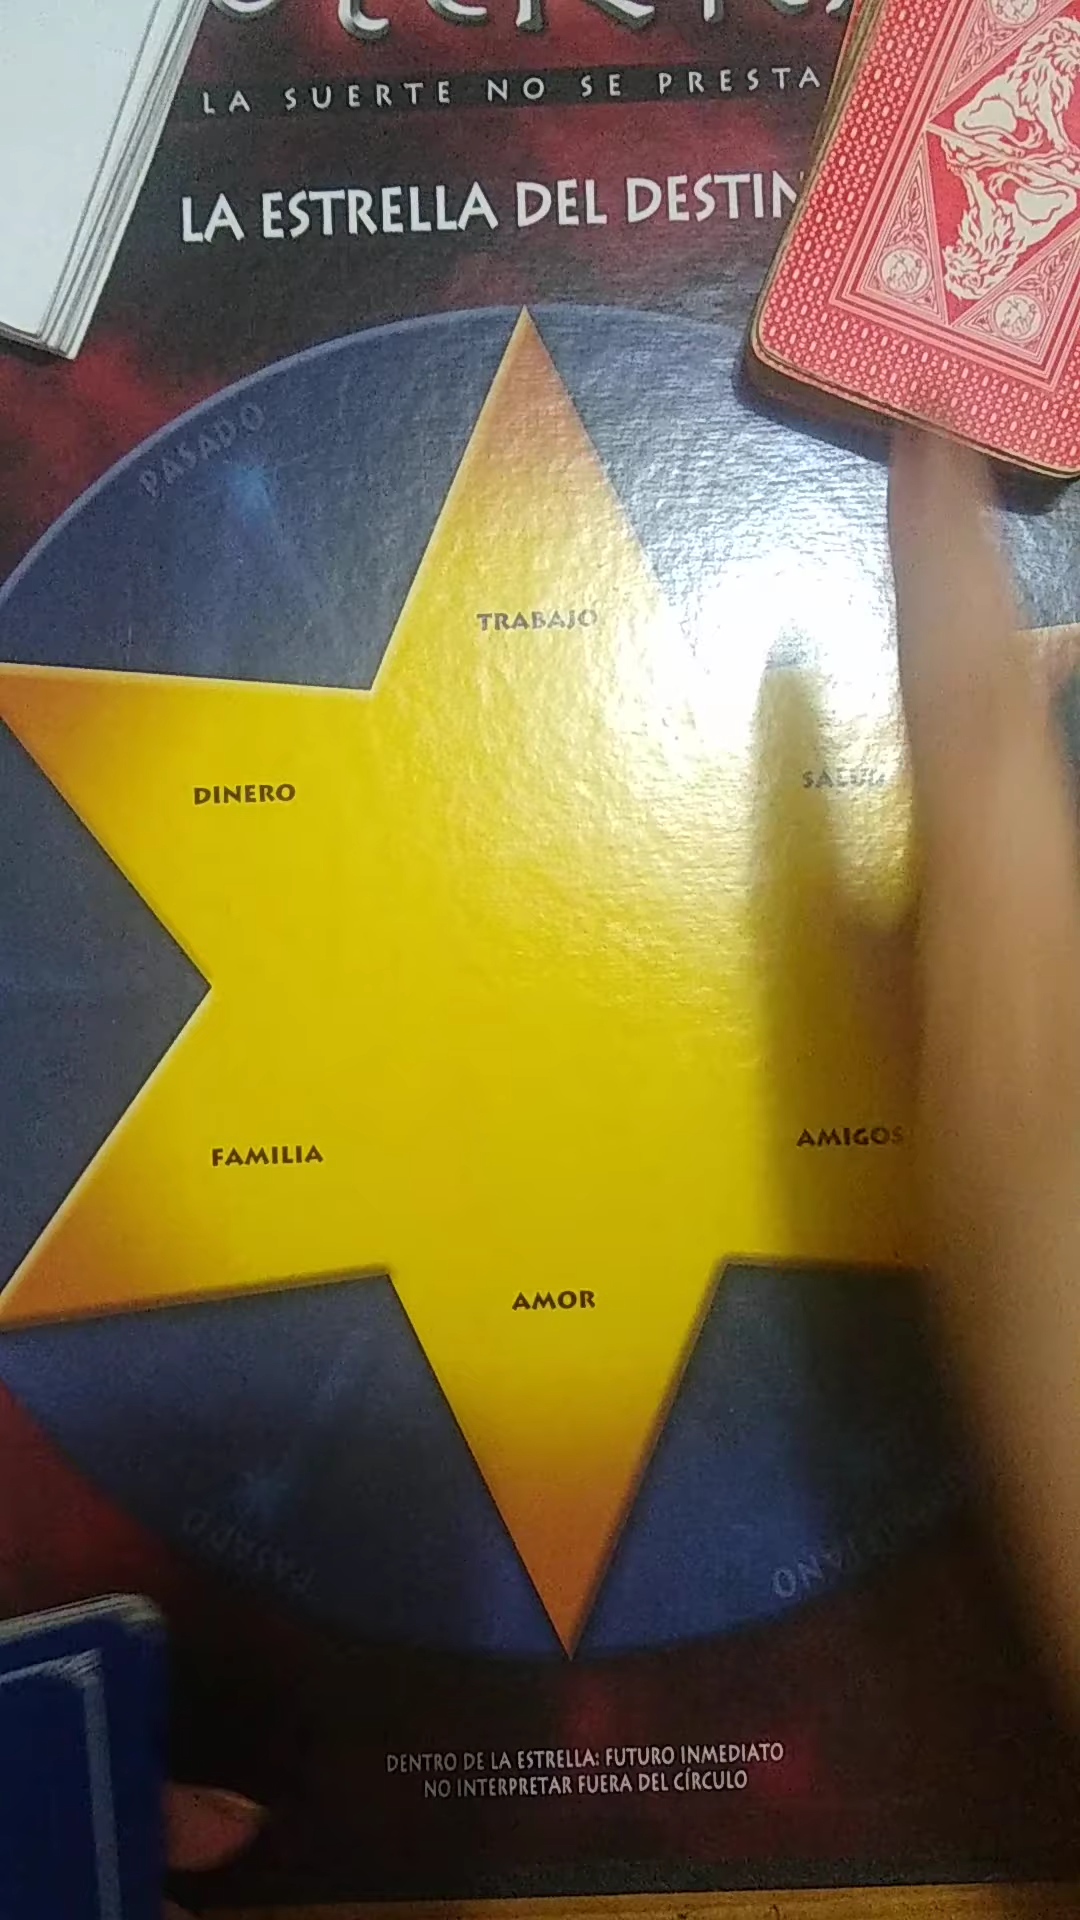 LA SUERTE NO SE PRESTA
LA ESTRELLA DEL DESTIN
PASADO
TRABAJO
DINERO
SALUD
FAMILIA
AMIGOS
AMOR
PASADO
DENTRO DE LA ESTRELLA: FUTURO INMEDIATO
NO INTERPRETAR FUERA DEL CÍRCULO